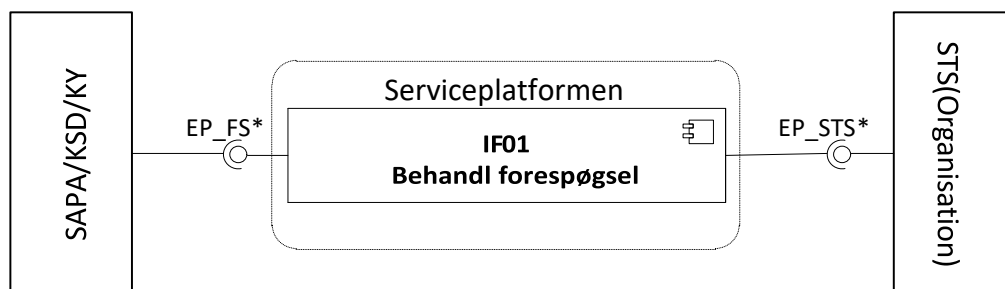 SAPA/KSD/KY
EP_FS*
Serviceplatformen
IF01
Behandl forespøgsel
EP_STS*
STS(Organisation)